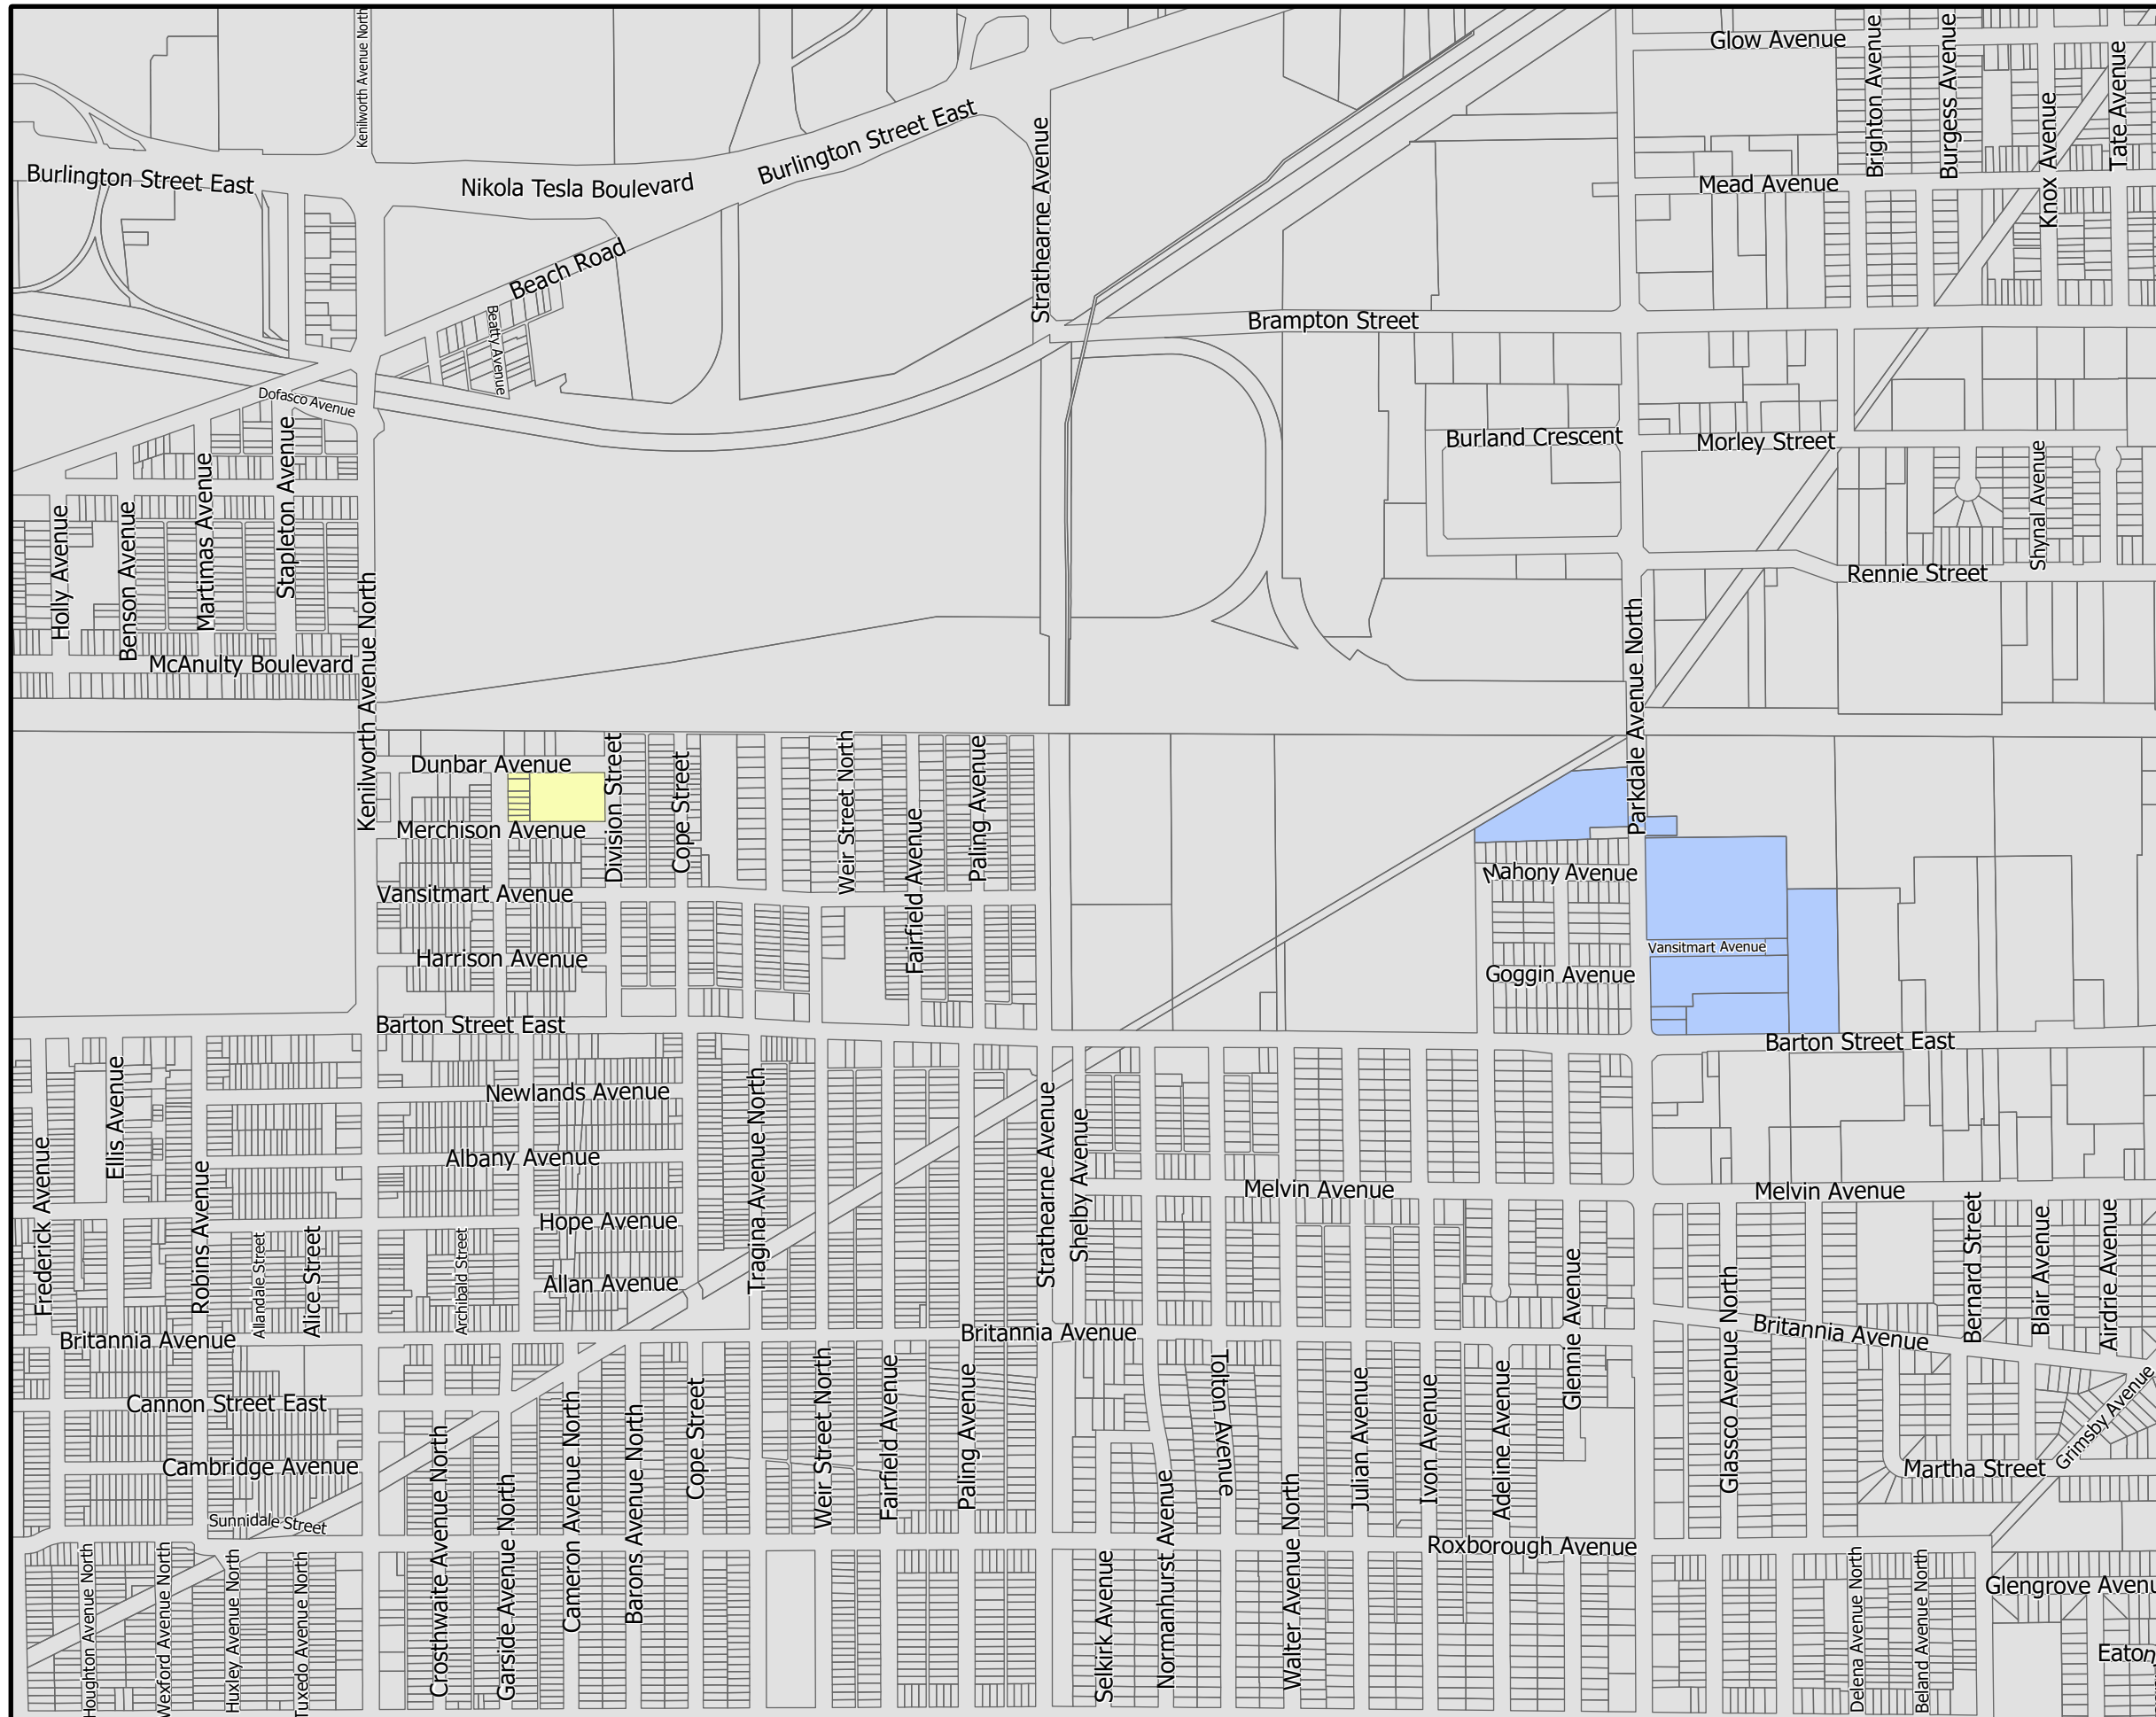 Kenilworth Avenue North
Glow Avenue
Brighton Avenue
Burgess Avenue
Knox Avenue
Tate Avenue
Burlington Street East
Nikola Tesla Boulevard
Burlington Street East
Strathearne Avenue
Mead Avenue
Beach Road
Beatty Avenue
Brampton Street
Dofasco Avenue
Burland Crescent
Morley Street
Shynal Avenue
Rennie Street
Holly Avenue
Benson Avenue
Martimas Avenue
Stapleton Avenue
McAnulty Boulevard
Kenilworth Avenue North
Parkdale Avenue North
Dunbar Avenue
Division Street
Cope Street
Weir Street North
Fairfield Avenue
Paling Avenue
Merchison Avenue
Mahony Avenue
Vansitmart Avenue
Vansitmart Avenue
Harrison Avenue
Goggin Avenue
Barton Street East
Barton Street East
Ellis Avenue
Newlands Avenue
Tragina Avenue North
Strathearne Avenue
Shelby Avenue
Albany Avenue
Frederick Avenue
Robins Avenue
Melvin Avenue
Melvin Avenue
Hope Avenue
Allandale Street
Alice Street
Archibald Street
Allan Avenue
Glennie Avenue
Glassco Avenue North
Bernard Street
Blair Avenue
Airdrie Avenue
Britannia Avenue
Britannia Avenue
Britannia Avenue
Cannon Street East
Cambridge Avenue
Sunnidale Street
Crosthwaite Avenue North
Garside Avenue North
Cameron Avenue North
Barons Avenue North
Cope Street
Weir Street North
Fairfield Avenue
Paling Avenue
Tolton Avenue
Julian Avenue
Ivon Avenue
Adeline Avenue
Grimsby Avenue
Martha Street
Normanhurst Avenue
Walter Avenue North
Selkirk Avenue
Roxborough Avenue
Houghton Avenue North
Wexford Avenue North
Huxley Avenue North
Tuxedo Avenue North
Delena Avenue North
Beland Avenue North
Glengrove Avenu
Eaton